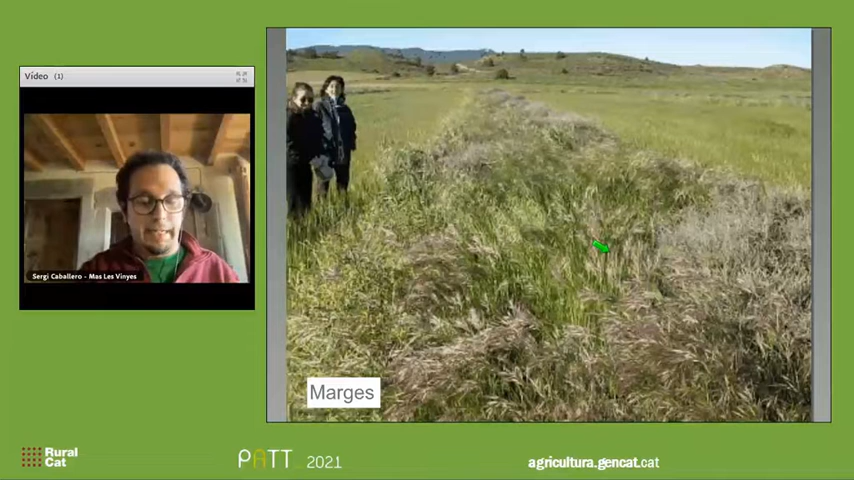 Vídeo (1)
Sergi Caballero - Mas Les Vinyes
Marges
Rural
Cat
PATT 2021
agricultura.gencat.cat